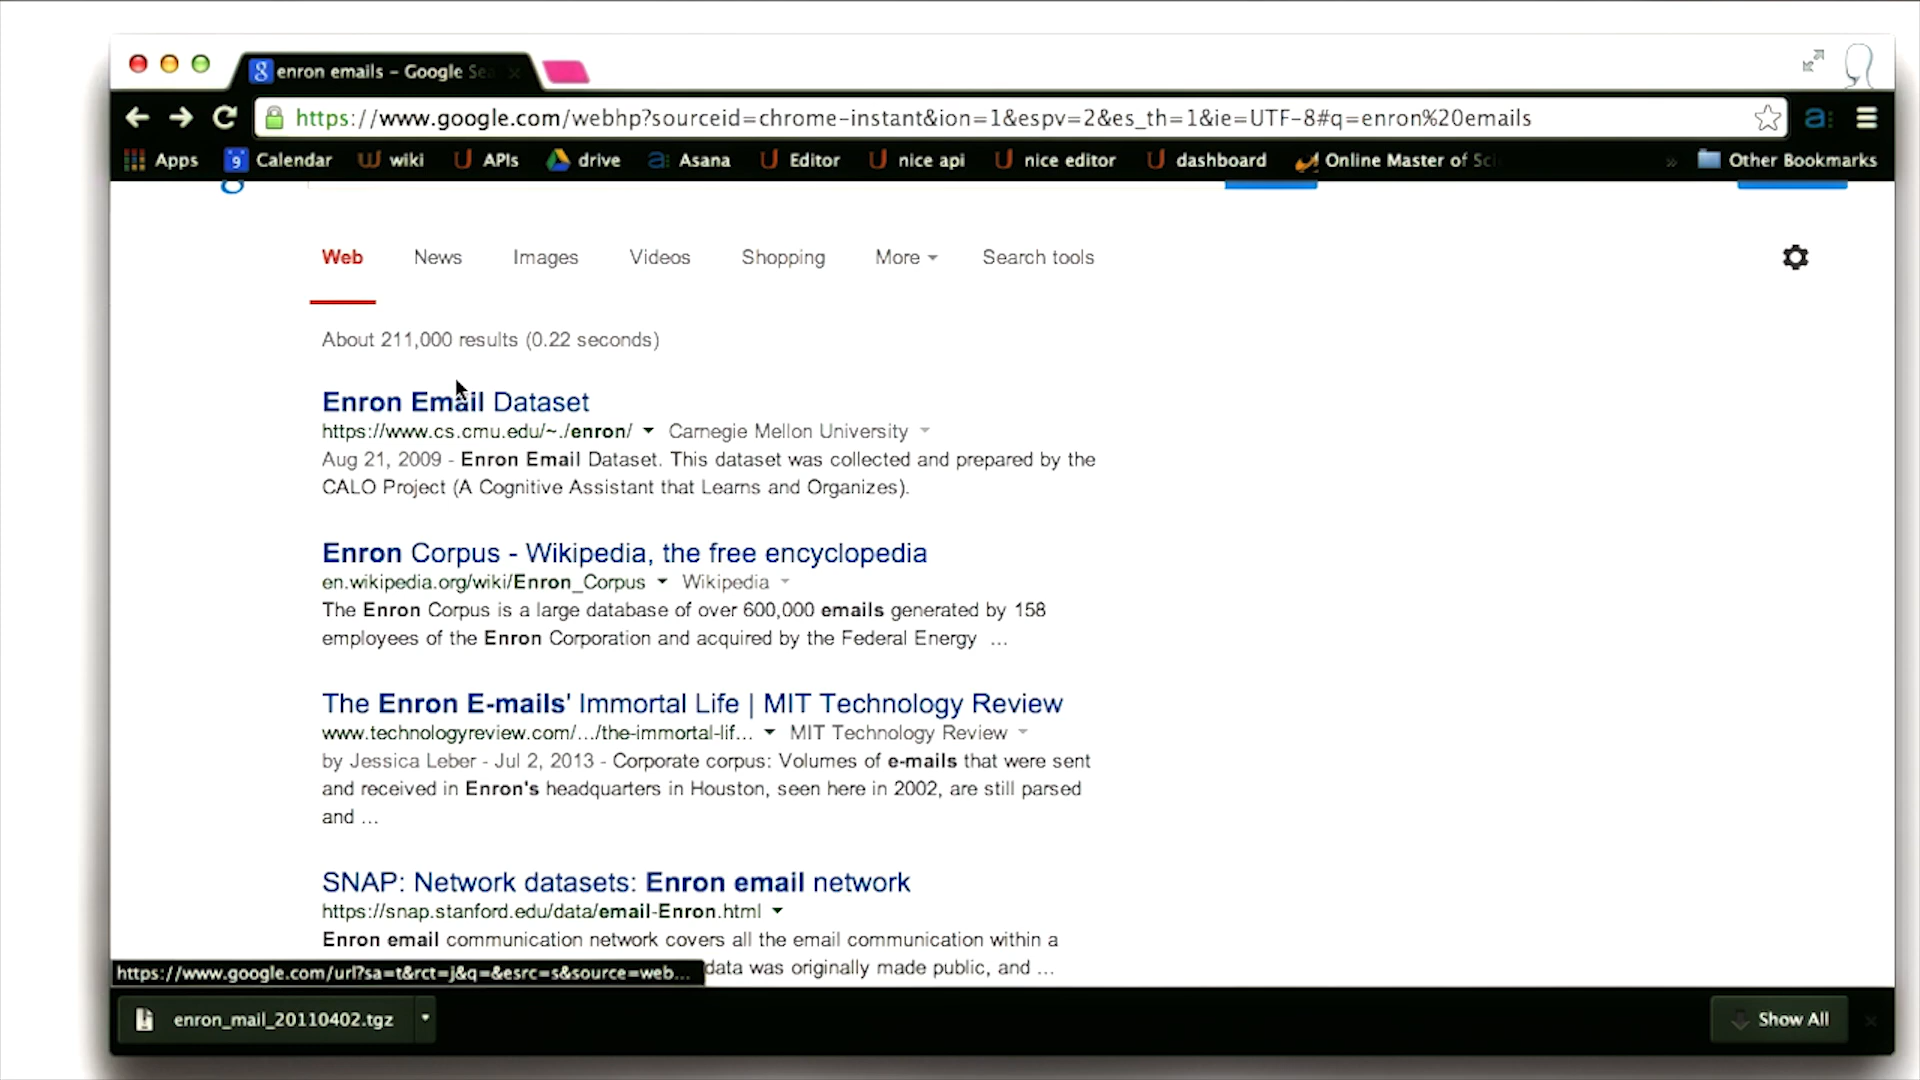 enron emails – Google Sea
https://www.google.com/webhp?sourceid=chrome-instant&ion=1&espv=2&es_th=1&ie=UTF-8#q=enron%20emails
Apps 9 Calendar wiki APIs drive Asana Editor nice api nice editor dashboard Online Master of Sci » Other Bookmarks
Web News Images Videos Shopping More Search tools
About 211,000 results (0.22 seconds)
Enron Email Dataset
https://www.cs.cmu.edu/~./enron/ Carnegie Mellon University
Aug 21, 2009 - Enron Email Dataset. This dataset was collected and prepared by the
CALO Project (A Cognitive Assistant that Learns and Organizes).
Enron Corpus - Wikipedia, the free encyclopedia
en.wikipedia.org/wiki/Enron_Corpus Wikipedia
The Enron Corpus is a large database of over 600,000 emails generated by 158
employees of the Enron Corporation and acquired by the Federal Energy ...
The Enron E-mails' Immortal Life | MIT Technology Review
www.technologyreview.com/.../the-immortal-lif... MIT Technology Review
by Jessica Leber - Jul 2, 2013 - Corporate corpus: Volumes of e-mails that were sent
and received in Enron's headquarters in Houston, seen here in 2002, are still parsed
and ...
SNAP: Network datasets: Enron email network
https://snap.stanford.edu/data/email-Enron.html
Enron email communication network covers all the email communication within a
data was originally made public, and ...
https://www.google.com/url?sa=t&rct=j&q=&esrc=s&source=web...
enron_mail_20110402.tgz
Show All